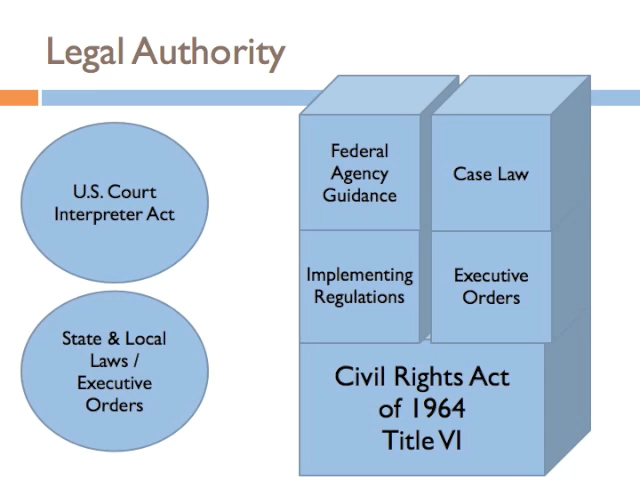 Legal Authority
U.S. Court
Interpreter Act
State & Local
Laws /
Executive
Orders
Federal
Agency
Guidance
Case Law
Implementing
Regulations
Executive
Orders
Civil Rights Act
of 1964
Title VI